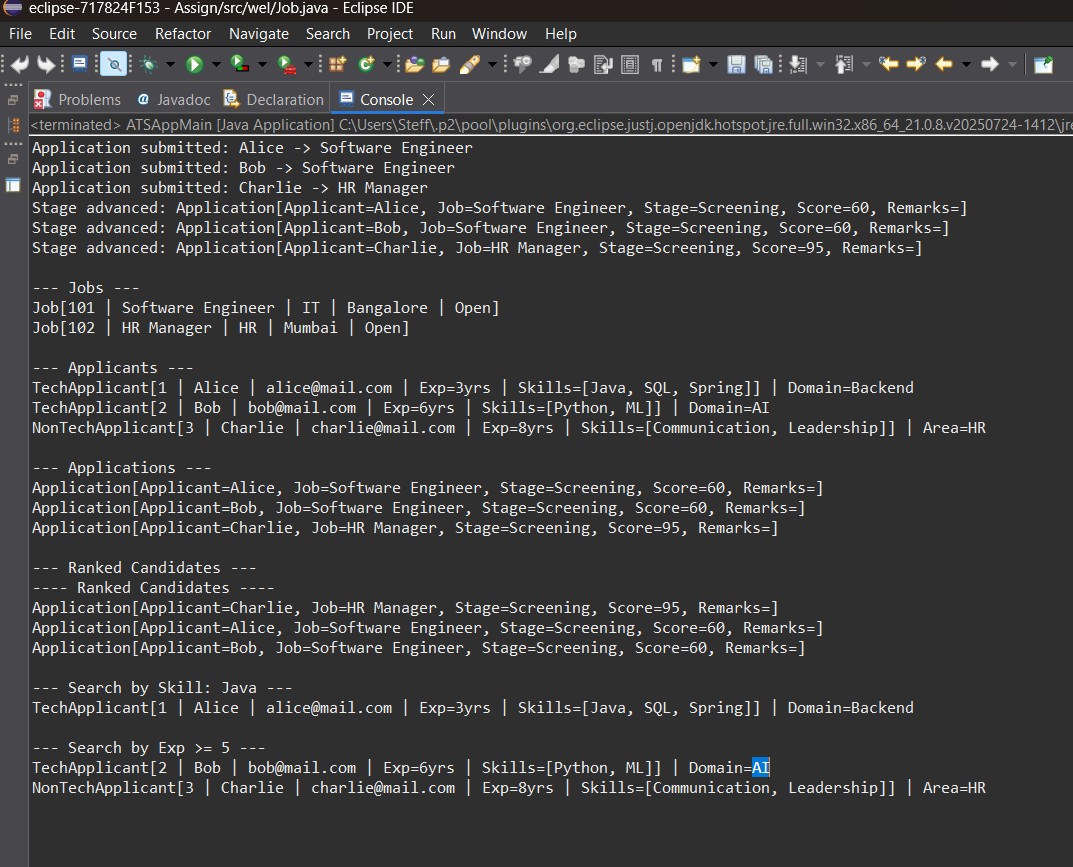 eclipse-717824F153 - Assign/src/wel/Job.java - Eclipse IDE
File Edit Source Refactor Navigate Search Project Run Window Help
Problems @ Javadoc Declaration Console
<terminated> ATSAppMain [Java Application] C:\Users\Steff\.p2\pool\plugins\org.eclipse.justj.openjdk.hotspot.jre.full.win32.x86_64_21.0.8.v20250724-1412\jre
Application submitted: Alice -> Software Engineer
Application submitted: Bob -> Software Engineer
Application submitted: Charlie -> HR Manager
Stage advanced: Application[Applicant=Alice, Job=Software Engineer, Stage=Screening, Score=60, Remarks=]
Stage advanced: Application[Applicant=Bob, Job=Software Engineer, Stage=Screening, Score=60, Remarks=]
Stage advanced: Application[Applicant=Charlie, Job=HR Manager, Stage=Screening, Score=95, Remarks=]
--- Jobs ---
Job[101 | Software Engineer | IT | Bangalore | Open]
Job[102 | HR Manager | HR | Mumbai | Open]
--- Applicants ---
TechApplicant[1 | Alice | alice@mail.com | Exp=3yrs | Skills=[Java, SQL, Spring]] | Domain=Backend
TechApplicant[2 | Bob | bob@mail.com | Exp=6yrs | Skills=[Python, ML]] | Domain=AI
NonTechApplicant[3 | Charlie | charlie@mail.com | Exp=8yrs | Skills=[Communication, Leadership]] | Area=HR
--- Applications ---
Application[Applicant=Alice, Job=Software Engineer, Stage=Screening, Score=60, Remarks=]
Application[Applicant=Bob, Job=Software Engineer, Stage=Screening, Score=60, Remarks=]
Application[Applicant=Charlie, Job=HR Manager, Stage=Screening, Score=95, Remarks=]
--- Ranked Candidates ---
---- Ranked Candidates ----
Application[Applicant=Charlie, Job=HR Manager, Stage=Screening, Score=95, Remarks=]
Application[Applicant=Alice, Job=Software Engineer, Stage=Screening, Score=60, Remarks=]
Application[Applicant=Bob, Job=Software Engineer, Stage=Screening, Score=60, Remarks=]
--- Search by Skill: Java ---
TechApplicant[1 | Alice | alice@mail.com | Exp=3yrs | Skills=[Java, SQL, Spring]] | Domain=Backend
--- Search by Exp >= 5 ---
TechApplicant[2 | Bob | bob@mail.com | Exp=6yrs | Skills=[Python, ML]] | Domain=AI
NonTechApplicant[3 | Charlie | charlie@mail.com | Exp=8yrs | Skills=[Communication, Leadership]] | Area=HR